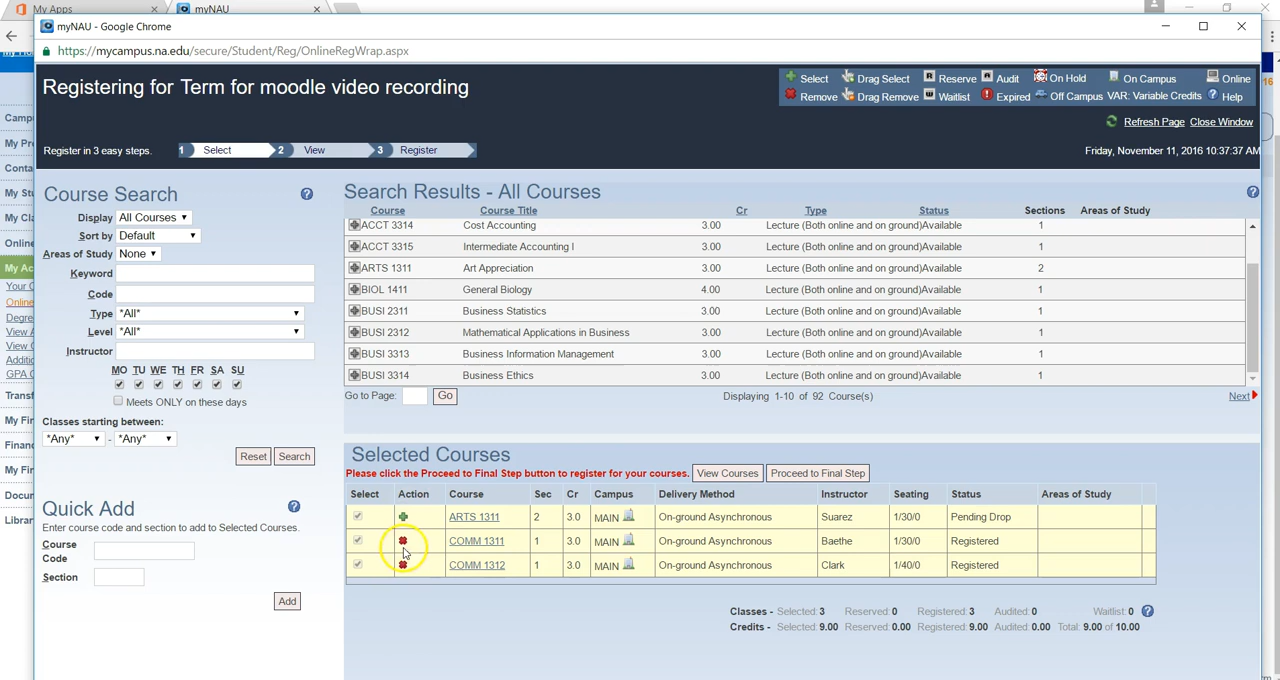 My Apps
myNAU
myNAU - Google Chrome
https://mycampus.na.edu/secure/Student/Reg/OnlineRegWrap.aspx
Registering for Term for moodle video recording
Select Drag Select R Reserve Audit On Hold On Campus Online
Remove Drag Remove W Waitlist Expired Off Campus VAR: Variable Credits Help
Refresh Page Close Window
Register in 3 easy steps. 1 Select 2 View 3 Register
Friday, November 11, 2016 10:37:37 AM
Course Search
Display All Courses
Sort by Default
Areas of Study None
Keyword
Code
Type *All*
Level *All*
Instructor
MO TU WE TH FR SA SU
Meets ONLY on these days
Classes starting between:
*Any* - *Any*
Reset Search
Quick Add
Enter course code and section to add to Selected Courses.
Course
Code
Section
Add
Search Results - All Courses
Course Course Title Cr Type Status Sections Areas of Study
ACCT 3314 Cost Accounting 3.00 Lecture (Both online and on ground)Available 1
ACCT 3315 Intermediate Accounting I 3.00 Lecture (Both online and on ground)Available 1
ARTS 1311 Art Appreciation 3.00 Lecture (Both online and on ground)Available 2
BIOL 1411 General Biology 4.00 Lecture (Both online and on ground)Available 1
BUSI 2311 Business Statistics 3.00 Lecture (Both online and on ground)Available 1
BUSI 2312 Mathematical Applications in Business 3.00 Lecture (Both online and on ground)Available 1
BUSI 3313 Business Information Management 3.00 Lecture (Both online and on ground)Available 1
BUSI 3314 Business Ethics 3.00 Lecture (Both online and on ground)Available 1
Go to Page: Go Displaying 1-10 of 92 Course(s) Next
Selected Courses
Please click the Proceed to Final Step button to register for your courses. View Courses Proceed to Final Step
Select Action Course Sec Cr Campus Delivery Method Instructor Seating Status Areas of Study
ARTS 1311 2 3.0 MAIN On-ground Asynchronous Suarez 1/30/0 Pending Drop
COMM 1311 1 3.0 MAIN On-ground Asynchronous Baethe 1/30/0 Registered
COMM 1312 1 3.0 MAIN On-ground Asynchronous Clark 1/40/0 Registered
Classes - Selected: 3 Reserved: 0 Registered: 3 Audited: 0 Waitlist: 0
Credits - Selected: 9.00 Reserved: 0.00 Registered: 9.00 Audited: 0.00 Total: 9.00 of 10.00